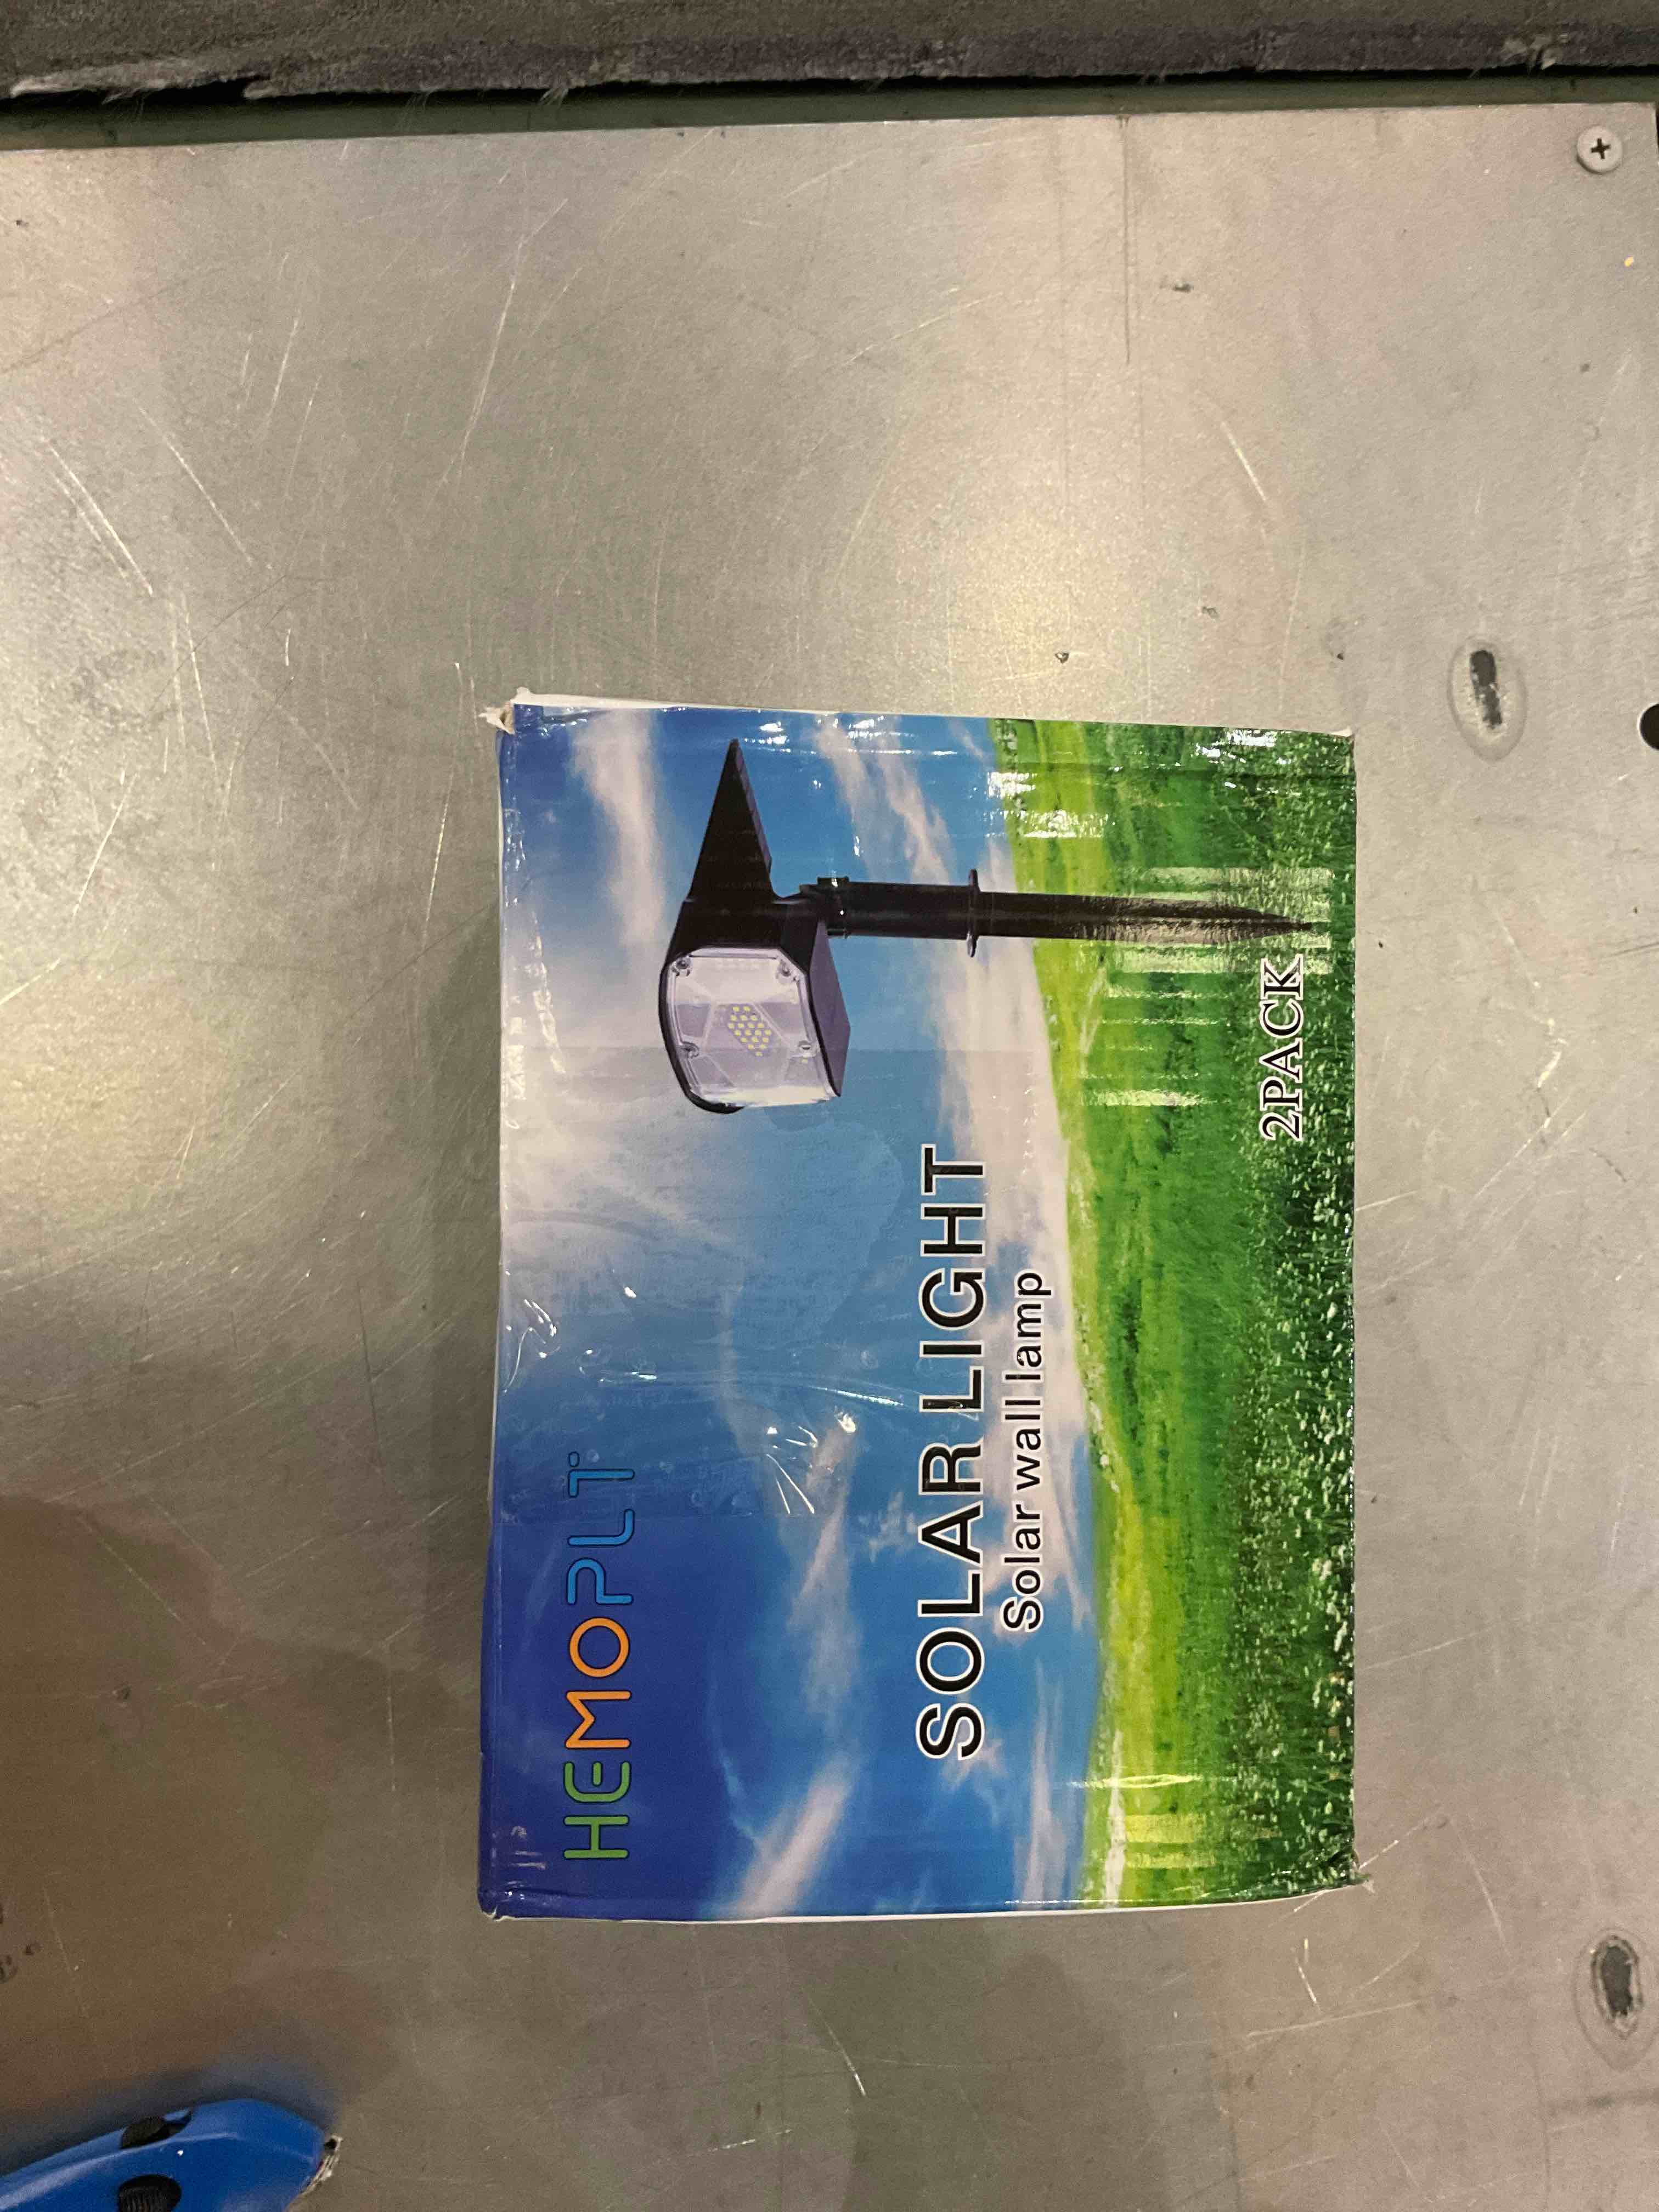 HEMOPLT
SOLAR LIGHT
Solar wall lamp
2PACK